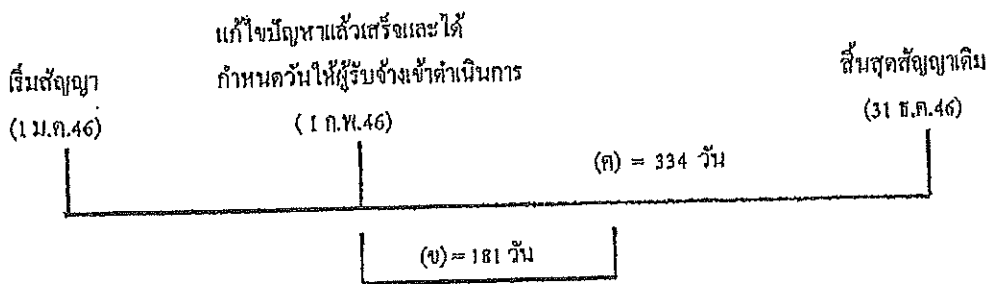 แก้ไขปัญหาแล้วเสร็จและได้
กำหนดวันให้ผู้รับจ้างเข้าดำเนินการ
(1 ก.พ.46)
เริ่มสัญญา
(1 ม.ค.46)
สิ้นสุดสัญญาเดิม
(31 ธ.ค.46)
(ค) = 334 วัน
(ข) = 181 วัน